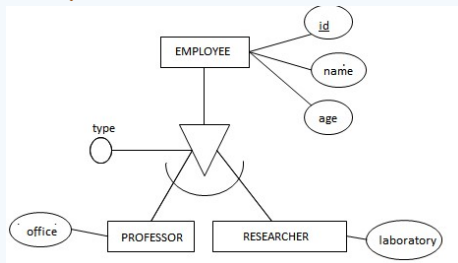 id
EMPLOYEE
name
age
type
office
PROFESSOR
RESEARCHER
laboratory